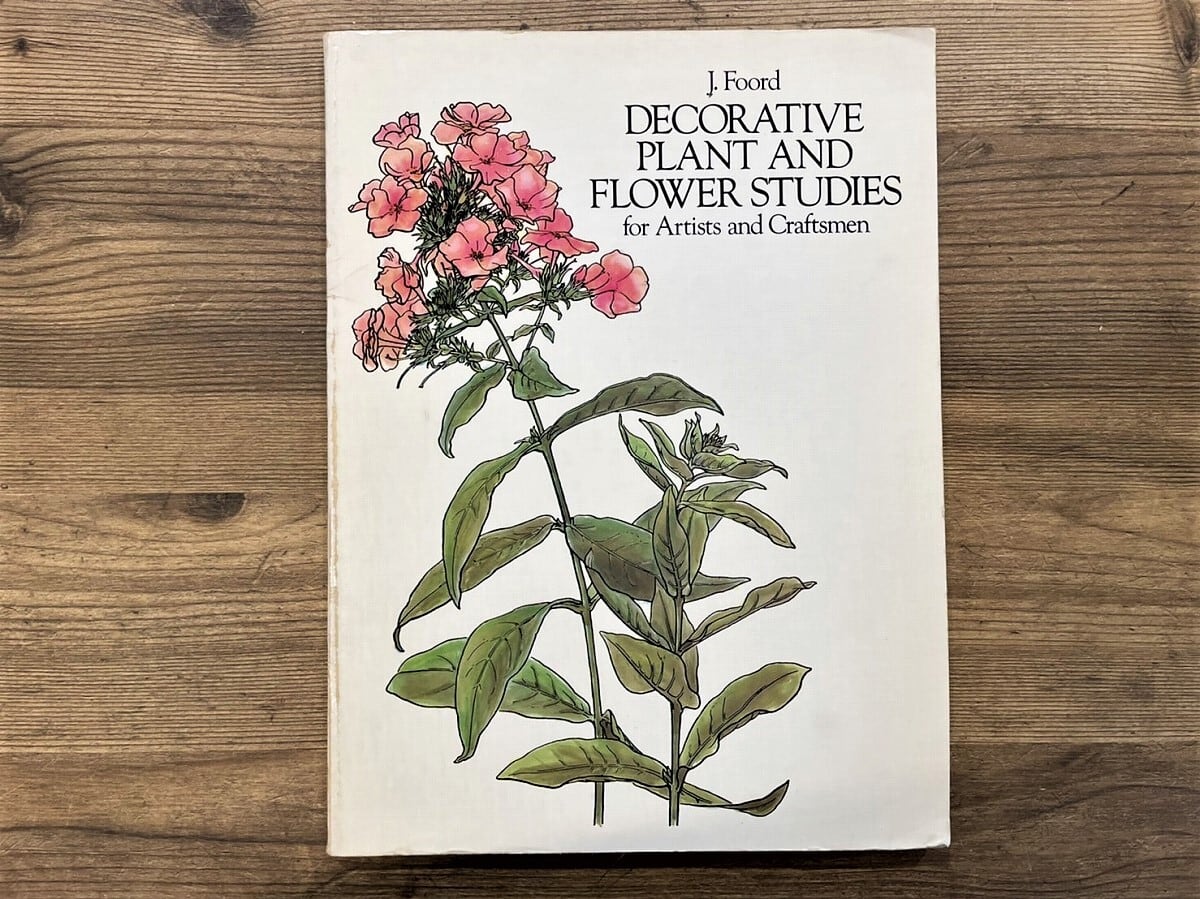 J. Foord
DECORATIVE
PLANT AND
FLOWER STUDIES
for Artists and Craftsmen